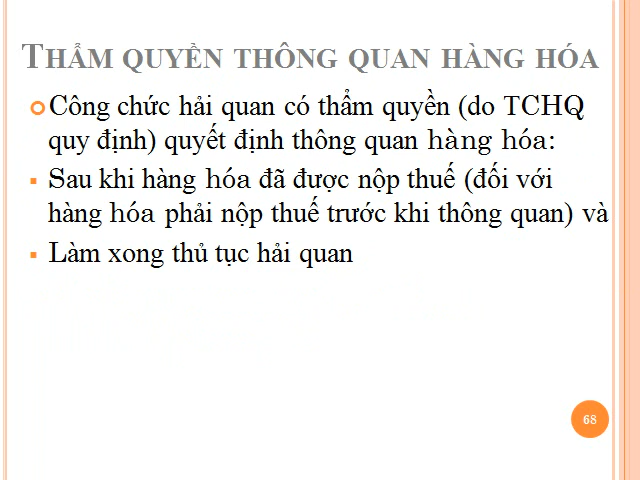 THẨM QUYỀN THÔNG QUAN HÀNG HÓA
Công chức hải quan có thẩm quyền (do TCHQ
quy định) quyết định thông quan hàng hóa:
Sau khi hàng hóa đã được nộp thuế (đối với
hàng hóa phải nộp thuế trước khi thông quan) và
Làm xong thủ tục hải quan
68